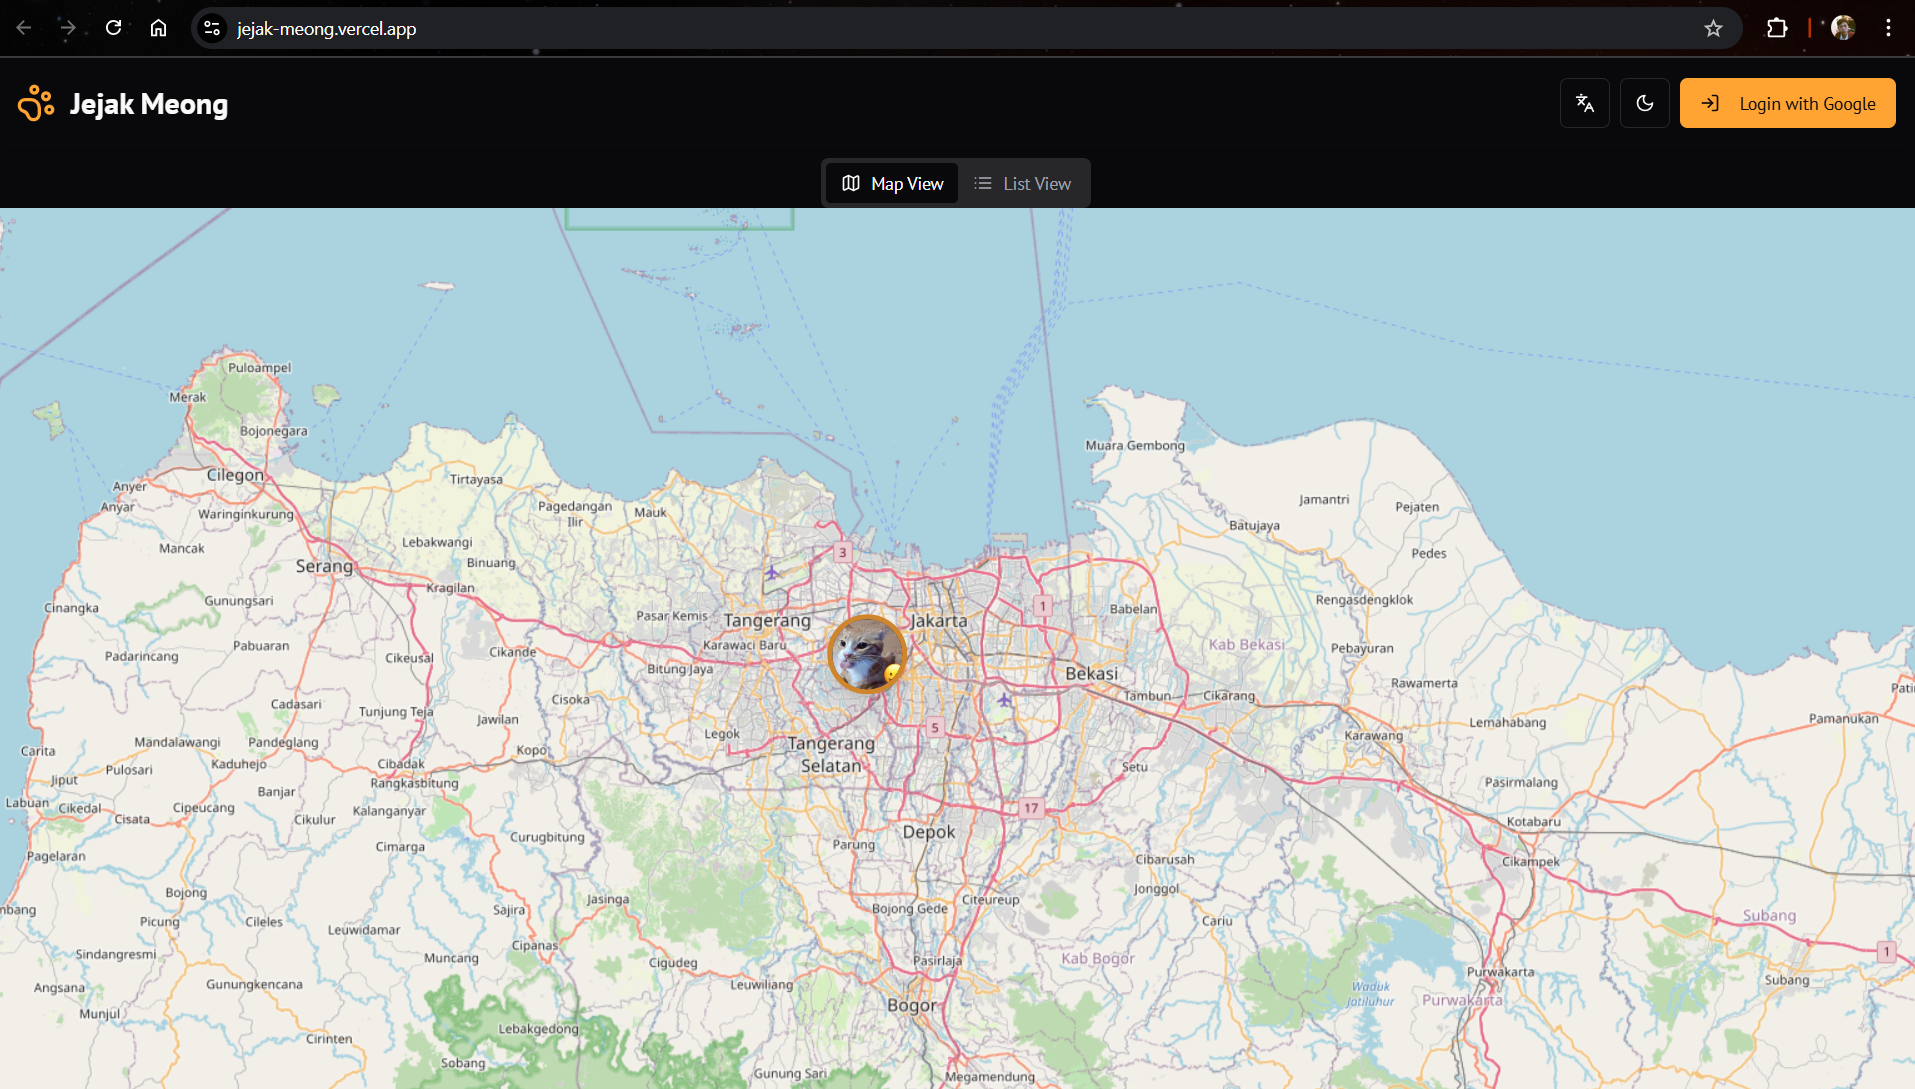 jejak-meong.vercel.app
Jejak Meong
Login with Google
Map View
List View
Puloampel
Merak
Bojonegara
Muara Gembong
Cilegon
Tirtayasa
Anyer
Jamantri
Anyar
Pagedangan
Ilir
Mauk
Pejaten
Waringinkurung
Batujaya
Lebakwangi
Mancak
3
Pedes
Serang
Binuang
Kragilan
Cinangka
Gunungsari
Pasar Kemis
Tangerang
Jakarta
1
Babelan
Rengasdengklok
Pabuaran
Karawaci Baru
Kab Bekasi
Pebayuran
Padarincang
Cikeusal
Cikande
Bitung Jaya
Bekasi
Rawamerta
Pati
Cadasari
Cisoka
Tambun
Cikarang
Tunjung Teja
Jawilan
Lemahabang
Pamanukan
5
Legok
Karawang
Mandalawangi
Pandeglang
Tangerang
Selatan
Carita
Kopo
Pulosari
Kaduhejo
Cibadak
Setu
Jiput
Rangkasbitung
Pasirmalang
Banjar
Labuan
Cikedal
Cipeucang
Kalanganyar
17
Cisata
Cikulur
Kotabaru
Curugbitung
Depok
Cimarga
Parung
Pagelaran
Cibarusah
Cikampek
Bojong
Jonggol
Jasinga
Citeureup
mbang
Sajira
Bojong Gede
Picung
Cileles
Cariu
Subang
Leuwidamar
Cipanas
1
Sindangresmi
Muncang
Cigudeg
Pasirlaja
Kab Bogor
Purwakarta
Subang
Angsana
Gunungkencana
Leuwiliang
Waduk
Jatiluhur
Purwakarta
Bogor
Munjul
Lebakgedong
Cirinten
Sobang
Gunung Sari
Megamendung